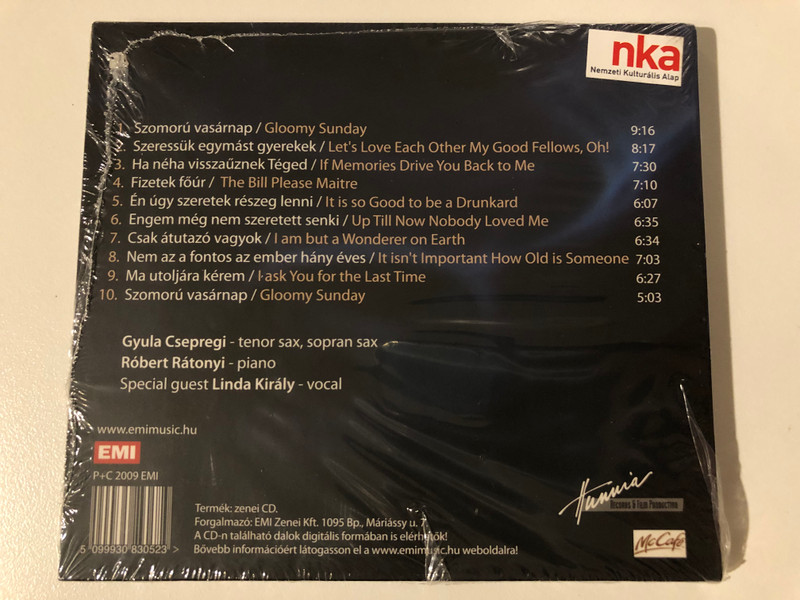 nka
Nemzeti Kulturális Alap
1. Szomorú vasárnap / Gloomy Sunday 9:16
2. Szeressük egymást gyerekek / Let's Love Each Other My Good Fellows, Oh! 8:17
3. Ha néha visszaűznek Téged / If Memories Drive You Back to Me 7:30
4. Fizetek főúr / The Bill Please Maitre 7:10
5. Én úgy szeretek részeg lenni / It is so Good to be a Drunkard 6:07
6. Engem még nem szeretett senki / Up Till Now Nobody Loved Me 6:35
7. Csak átutazó vagyok / I am but a Wonderer on Earth 6:34
8. Nem az a fontos az ember hány éves / It isn't Important How Old is Someone 7:03
9. Ma utoljára kérem / I ask You for the Last Time 6:27
10. Szomorú vasárnap / Gloomy Sunday 5:03
Gyula Csepregi - tenor sax, sopran sax
Róbert Rátonyi - piano
Special guest Linda Király - vocal
www.emimusic.hu
EMI
P+C 2009 EMI
5 099930 830523 >
Termék: zenei CD.
Forgalmazó: EMI Zenei Kft. 1095 Bp., Máriássy u. 7.
A CD-n található dalok digitális formában is elérhetők!
Bővebb információért látogasson el a www.emimusic.hu weboldalra!
Hunnia
RECORDS & FILM PRODUCTION
McCafé